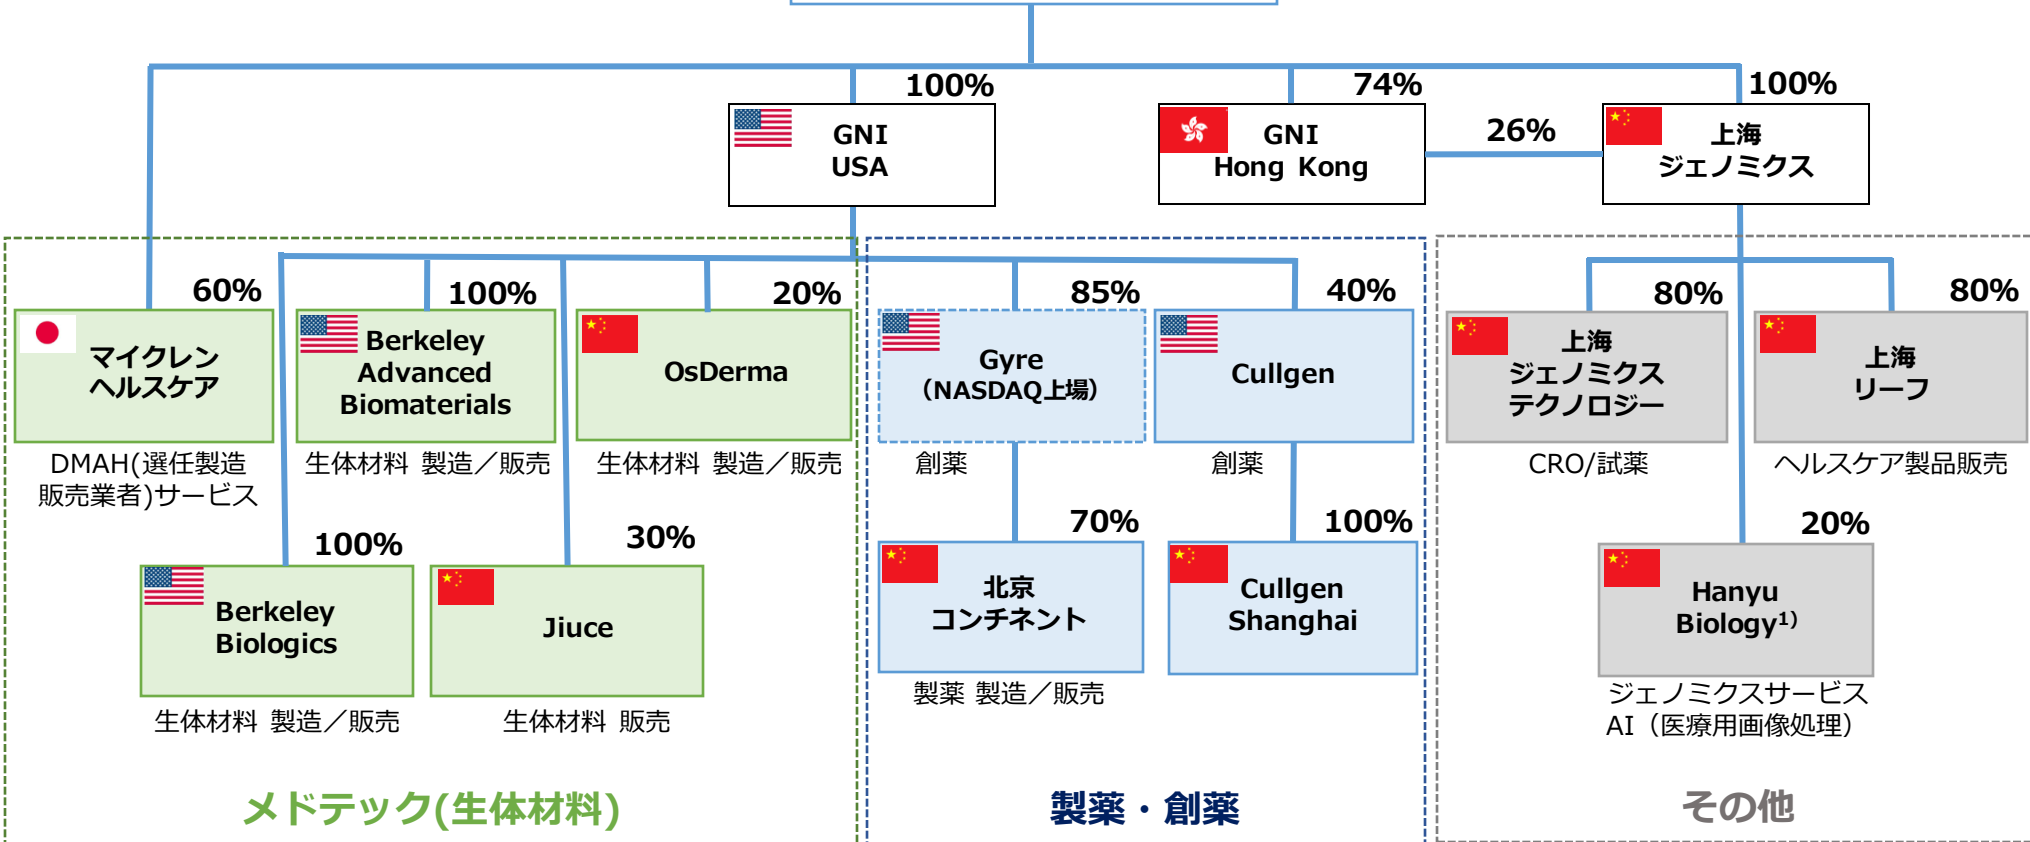 100%
74%
100%
GNI
USA
GNI
Hong Kong
26%
上海
ジェノミクス
60%
マイクレン
ヘルスケア
DMAH(選任製造
販売業者)サービス
100%
Berkeley
Advanced
Biomaterials
生体材料 製造／販売
20%
OsDerma
生体材料 製造／販売
85%
Gyre
（NASDAQ上場）
創薬
40%
Cullgen
創薬
80%
上海
ジェノミクス
テクノロジー
CRO/試薬
80%
上海
リーフ
ヘルスケア製品販売
100%
Berkeley
Biologics
生体材料 製造／販売
30%
Jiuce
生体材料 販売
70%
北京
コンチネント
製薬 製造／販売
100%
Cullgen
Shanghai
20%
Hanyu
Biology¹⁾
ジェノミクスサービス
AI（医療用画像処理）
メドテック(生体材料)
製薬・創薬
その他